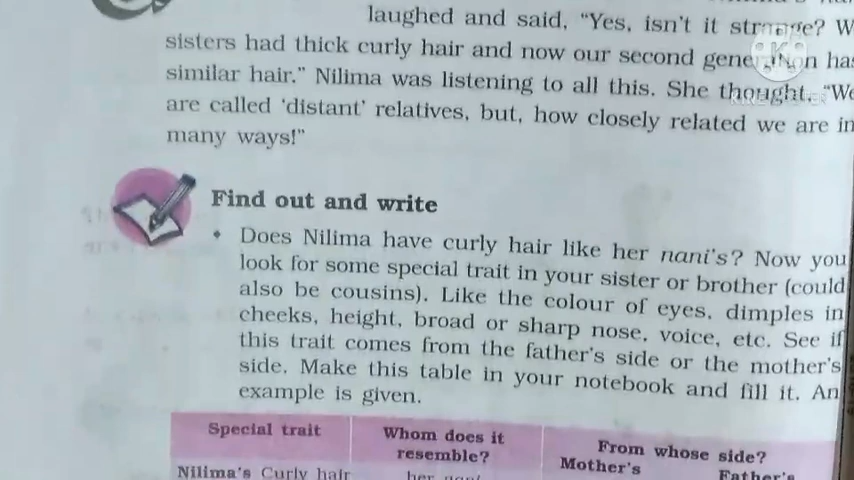 laughed and said, “Yes, isn’t it strange? W
sisters had thick curly hair and now our second generation has
similar hair.” Nilima was listening to all this. She thought, “We
are called ‘distant’ relatives, but, how closely related we are in
many ways!”
Find out and write
• Does Nilima have curly hair like her nani’s? Now you
look for some special trait in your sister or brother (could
also be cousins). Like the colour of eyes, dimples in
cheeks, height, broad or sharp nose, voice, etc. See if
this trait comes from the father’s side or the mother’s
side. Make this table in your notebook and fill it. An
example is given.
Special trait Whom does it resemble? From whose side?
Mother’s Father’s
Nilima’s Curly hair her nani